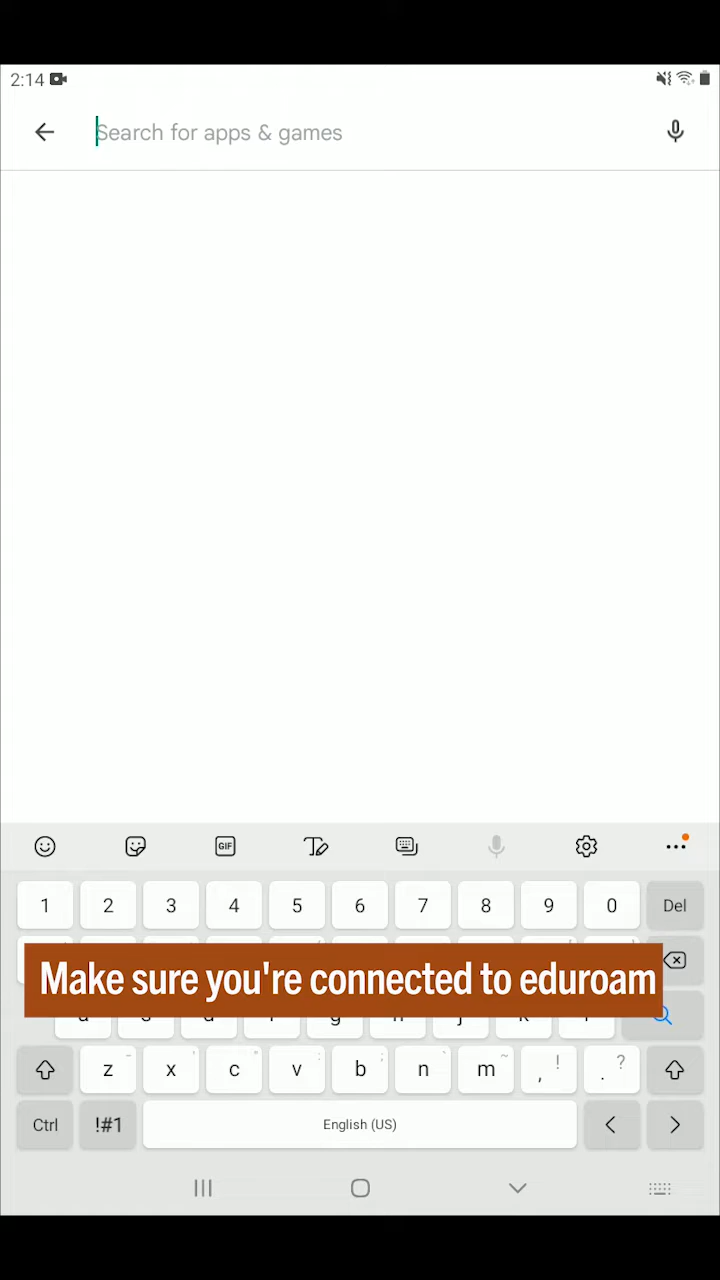 2:14
Search for apps & games
GIF
1 2 3 4 5 6 7 8 9 0 Del
Make sure you're connected to eduroam
z x c v b n m , ! . ?
Ctrl !#1 English (US) < >